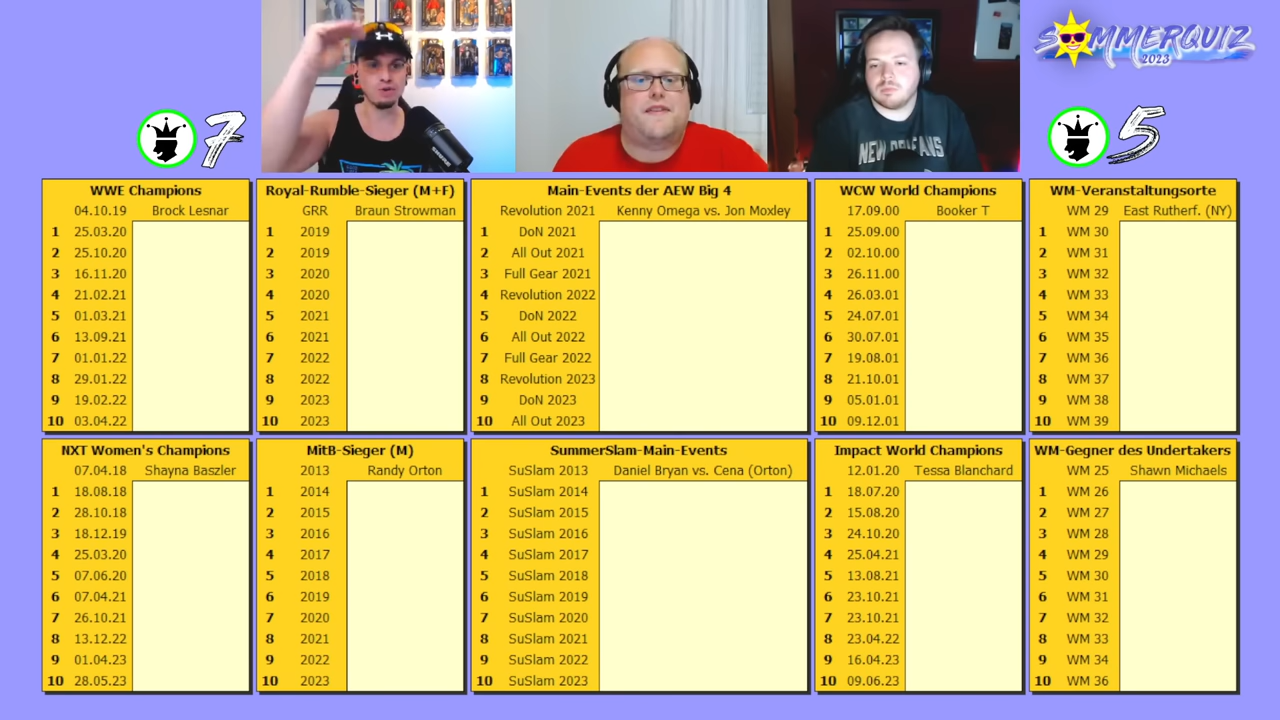 SOMMERQUIZ
2023
7
5
NEW ORLEANS
WWE Champions
04.10.19 Brock Lesnar
1 25.03.20
2 25.10.20
3 16.11.20
4 21.02.21
5 01.03.21
6 13.09.21
7 01.01.22
8 29.01.22
9 19.02.22
10 03.04.22
Royal-Rumble-Sieger (M+F)
GRR Braun Strowman
1 2019
2 2019
3 2020
4 2020
5 2021
6 2021
7 2022
8 2022
9 2023
10 2023
Main-Events der AEW Big 4
Revolution 2021 Kenny Omega vs. Jon Moxley
1 DoN 2021
2 All Out 2021
3 Full Gear 2021
4 Revolution 2022
5 DoN 2022
6 All Out 2022
7 Full Gear 2022
8 Revolution 2023
9 DoN 2023
10 All Out 2023
WCW World Champions
17.09.00 Booker T
1 25.09.00
2 02.10.00
3 26.11.00
4 26.03.01
5 24.07.01
6 30.07.01
7 19.08.01
8 21.10.01
9 05.01.01
10 09.12.01
WM-Veranstaltungsorte
WM 29 East Rutherf. (NY)
1 WM 30
2 WM 31
3 WM 32
4 WM 33
5 WM 34
6 WM 35
7 WM 36
8 WM 37
9 WM 38
10 WM 39
NXT Women's Champions
07.04.18 Shayna Baszler
1 18.08.18
2 28.10.18
3 18.12.19
4 25.03.20
5 07.06.20
6 07.04.21
7 26.10.21
8 13.12.22
9 01.04.23
10 28.05.23
MitB-Sieger (M)
2013 Randy Orton
1 2014
2 2015
3 2016
4 2017
5 2018
6 2019
7 2020
8 2021
9 2022
10 2023
SummerSlam-Main-Events
SuSlam 2013 Daniel Bryan vs. Cena (Orton)
1 SuSlam 2014
2 SuSlam 2015
3 SuSlam 2016
4 SuSlam 2017
5 SuSlam 2018
6 SuSlam 2019
7 SuSlam 2020
8 SuSlam 2021
9 SuSlam 2022
10 SuSlam 2023
Impact World Champions
12.01.20 Tessa Blanchard
1 18.07.20
2 15.08.20
3 24.10.20
4 25.04.21
5 13.08.21
6 23.10.21
7 23.10.21
8 23.04.22
9 16.04.23
10 09.06.23
WM-Gegner des Undertakers
WM 25 Shawn Michaels
1 WM 26
2 WM 27
3 WM 28
4 WM 29
5 WM 30
6 WM 31
7 WM 32
8 WM 33
9 WM 34
10 WM 36